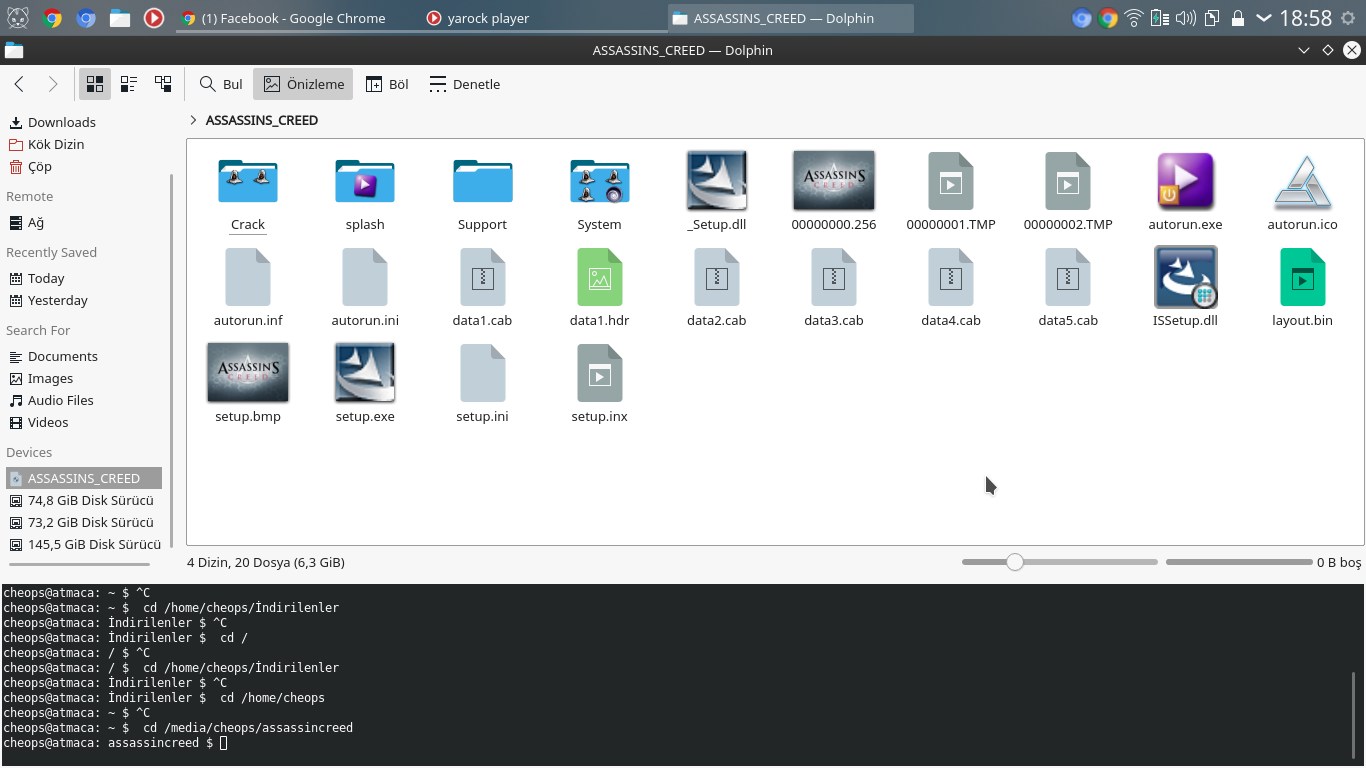 (1) Facebook - Google Chrome yarock player ASSASSINS_CREED — Dolphin 18:58
ASSASSINS_CREED — Dolphin
Bul Önizleme Böl Denetle
Downloads
Kök Dizin
Çöp
Remote
Ağ
Recently Saved
Today
Yesterday
Search For
Documents
Images
Audio Files
Videos
Devices
ASSASSINS_CREED
74,8 GiB Disk Sürücü
73,2 GiB Disk Sürücü
145,5 GiB Disk Sürücü
ASSASSINS_CREED
ASSASSINS
CREED
Crack splash Support System _Setup.dll 00000000.256 00000001.TMP 00000002.TMP autorun.exe autorun.ico
autorun.inf autorun.ini data1.cab data1.hdr data2.cab data3.cab data4.cab data5.cab ISSetup.dll layout.bin
ASSASSINS
CREED
setup.bmp setup.exe setup.ini setup.inx
4 Dizin, 20 Dosya (6,3 GiB) 0 B boş
cheops@atmaca: ~ $ ^C
cheops@atmaca: ~ $  cd /home/cheops/İndirilenler
cheops@atmaca: İndirilenler $ ^C
cheops@atmaca: İndirilenler $  cd /
cheops@atmaca: / $ ^C
cheops@atmaca: / $  cd /home/cheops/İndirilenler
cheops@atmaca: İndirilenler $ ^C
cheops@atmaca: İndirilenler $  cd /home/cheops
cheops@atmaca: ~ $ ^C
cheops@atmaca: ~ $  cd /media/cheops/assassincreed
cheops@atmaca: assassincreed $